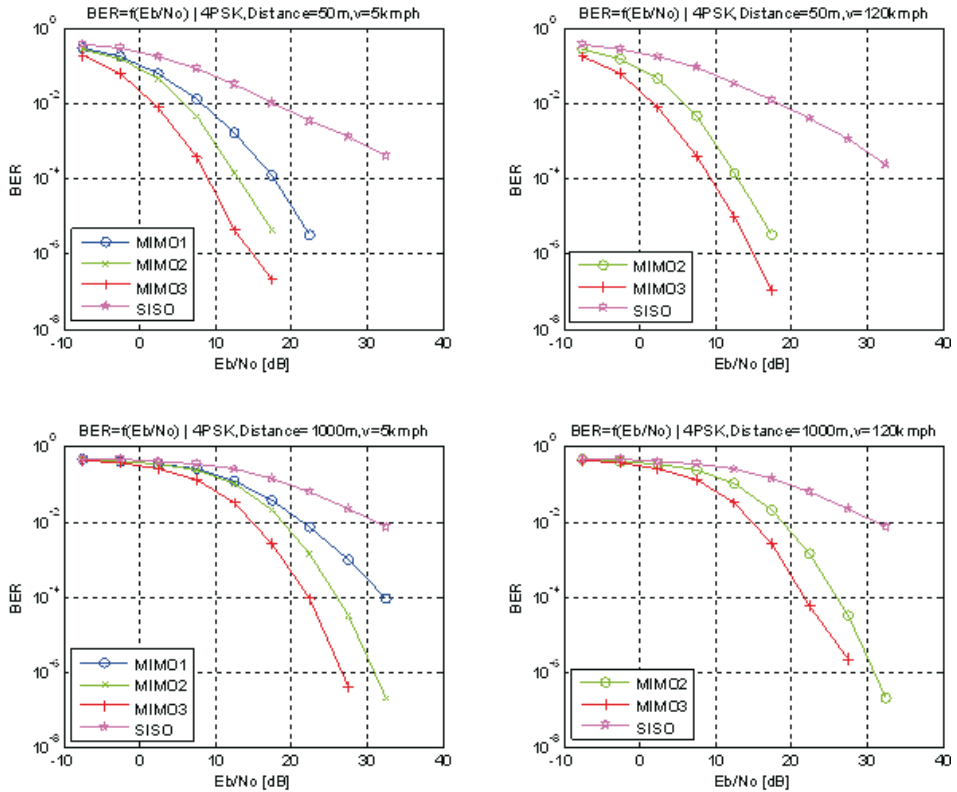 BER=f(Eb/No) | 4PSK,Distance=50m,v=5kmph
10^0
10^-2
10^-4
10^-6
10^-8
BER
MIMO1
MIMO2
MIMO3
SISO
-10 0 10 20 30 40
Eb/No [dB]
BER=f(Eb/No) | 4PSK,Distance=50m,v=120kmph
10^0
10^-2
10^-4
10^-6
10^-8
BER
MIMO2
MIMO3
SISO
-10 0 10 20 30 40
Eb/No [dB]
BER=f(Eb/No) | 4PSK,Distance=1000m,v=5kmph
10^0
10^-2
10^-4
10^-6
10^-8
BER
MIMO1
MIMO2
MIMO3
SISO
-10 0 10 20 30 40
Eb/No [dB]
BER=f(Eb/No) | 4PSK,Distance=1000m,v=120kmph
10^0
10^-2
10^-4
10^-6
10^-8
BER
MIMO2
MIMO3
SISO
-10 0 10 20 30 40
Eb/No [dB]